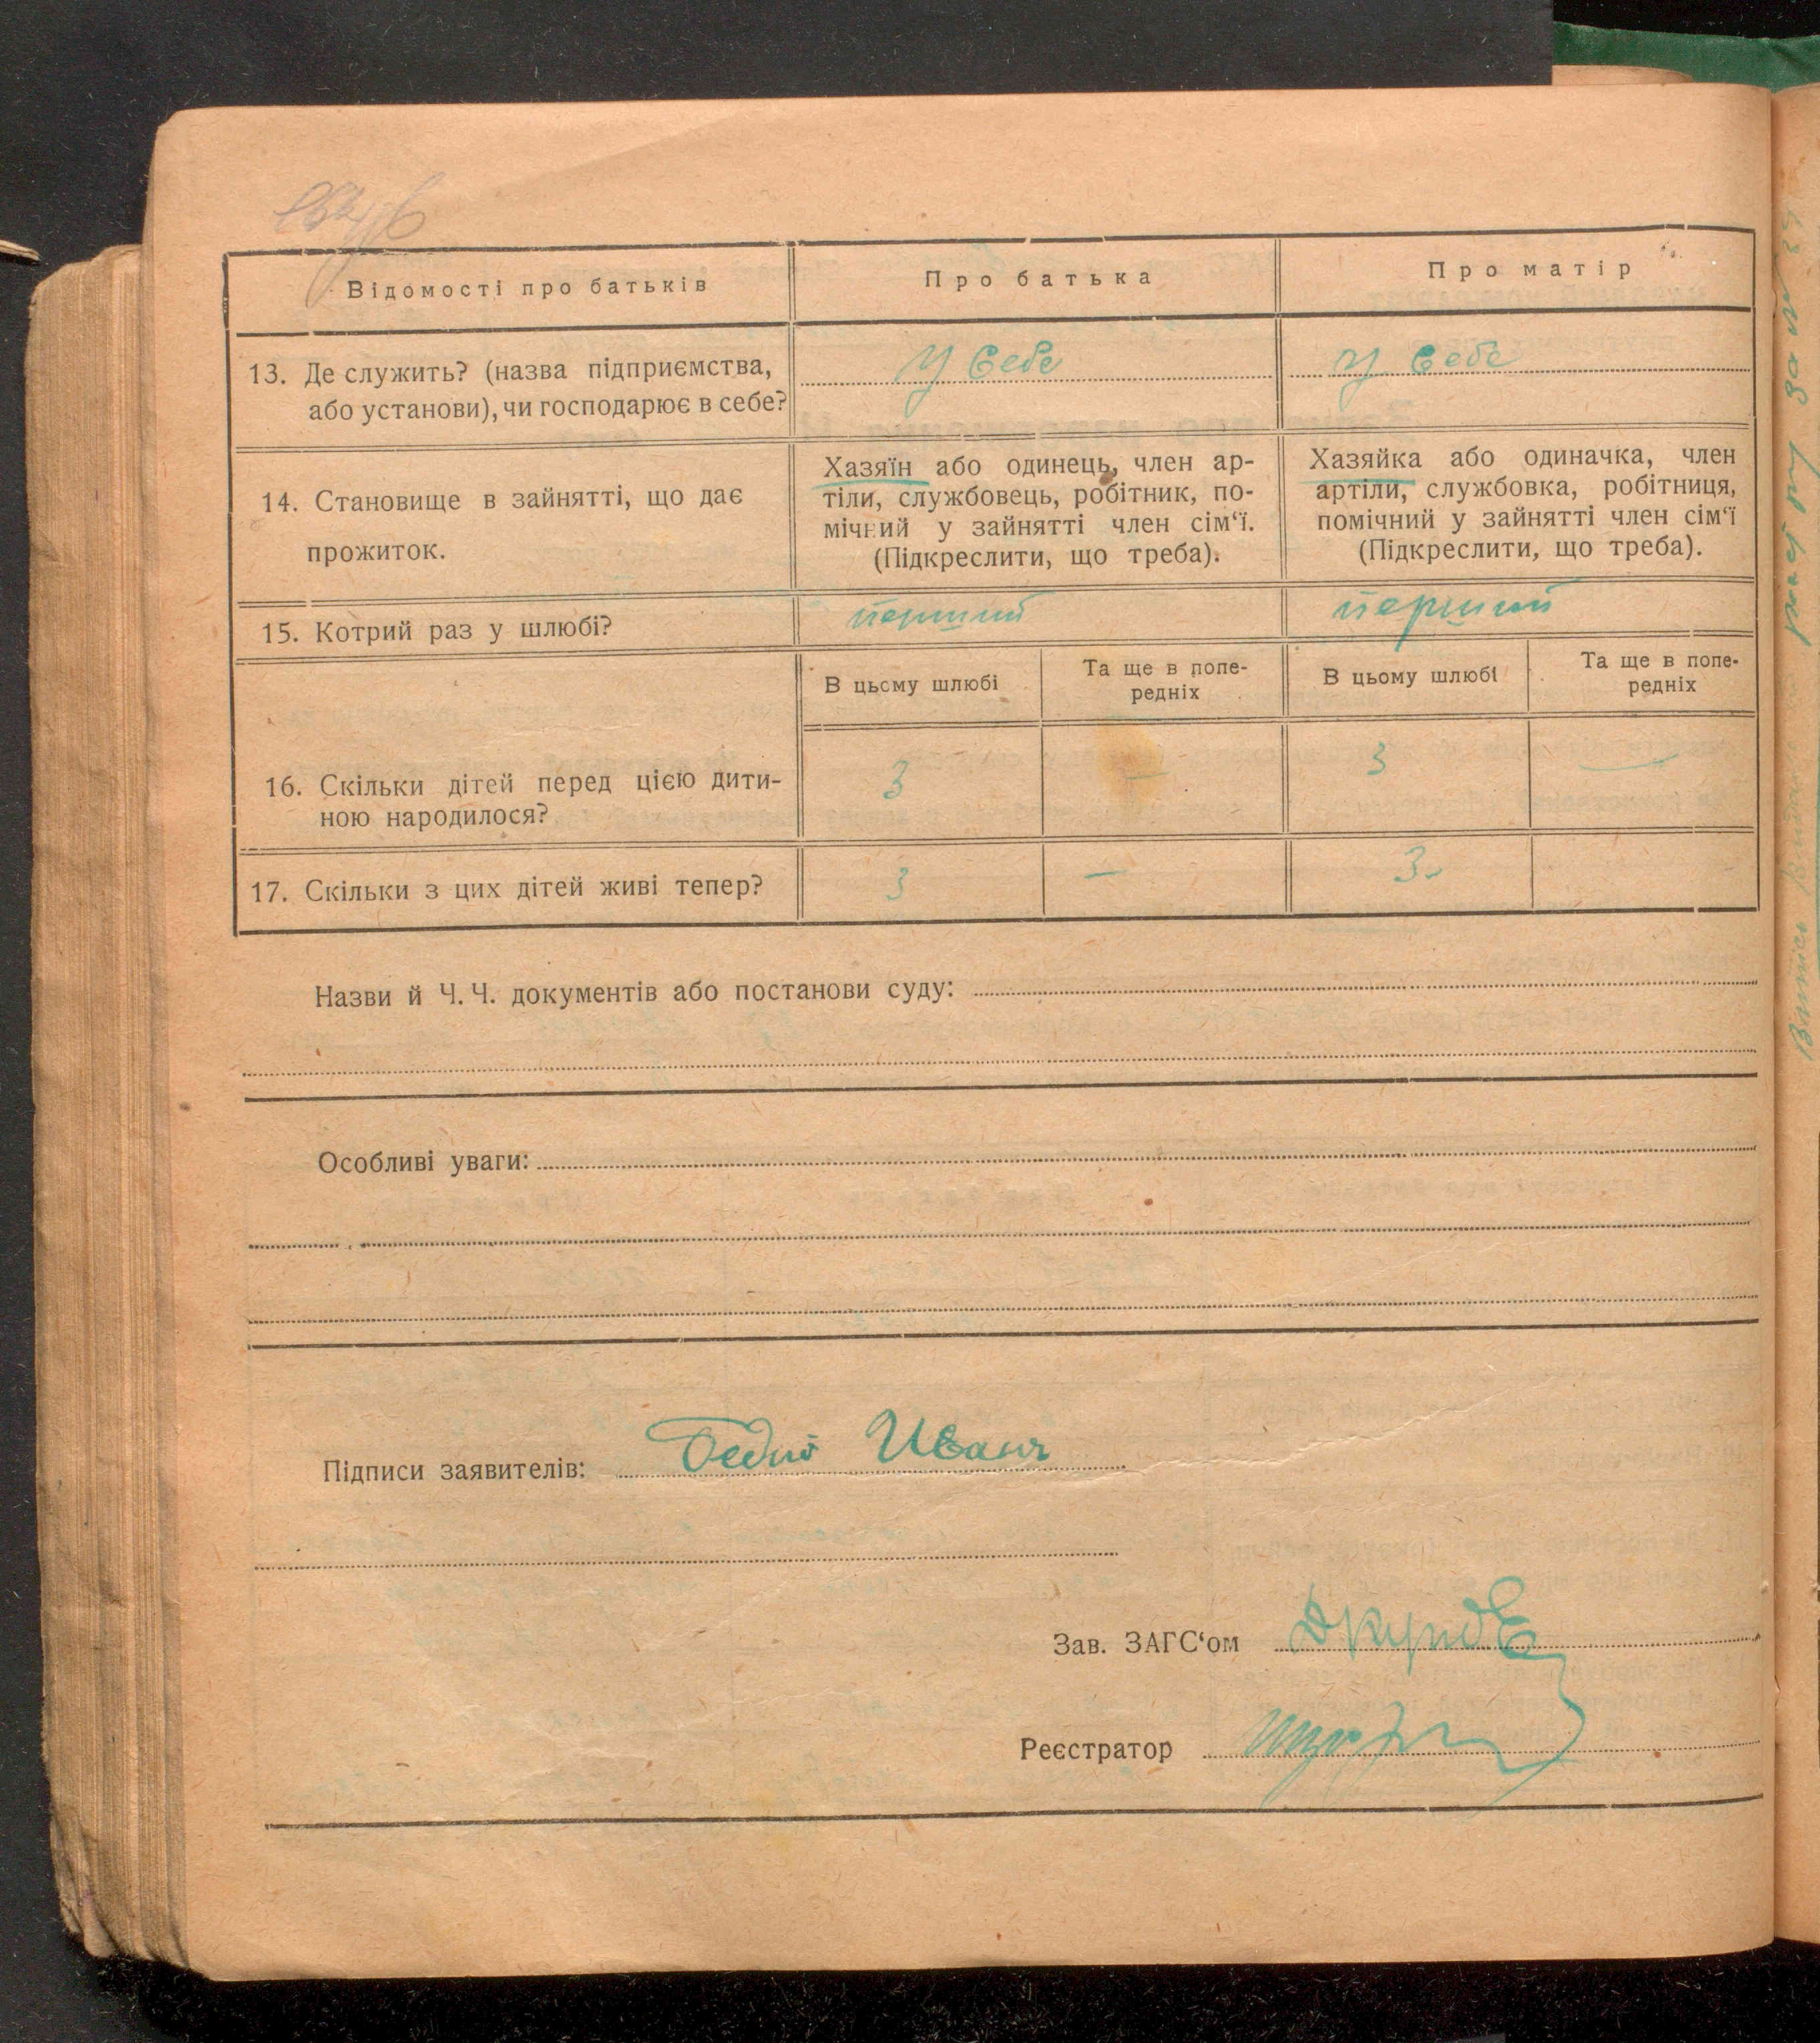 Відомості про батьків
Про батька
Про матір
13. Де служить? (назва підприємства,
або установи), чи господарює в себе?
у себе
у себе
14. Становище в зайнятті, що дає
прожиток.
Хазяїн або одинець, член ар-
тіли, службовець, робітник, по-
мічний у зайнятті член сім‘ї.
(Підкреслити, що треба).
Хазяйка або одиначка, член
артіли, службовка, робітниця,
помічний у зайнятті член сім‘ї
(Підкреслити, що треба).
15. Котрий раз у шлюбі?
перший
перший
В цьому шлюбі
Та ще в попе-
редніх
В цьому шлюбі
Та ще в попе-
редніх
16. Скільки дітей перед цією дити-
ною народилося?
3
—
3
—
17. Скільки з цих дітей живі тепер?
3
—
3
Назви й Ч. Ч. документів або постанови суду:
Особливі уваги:
Підписи заявителів: Иванъ
Зав. ЗАГС‘ом
Реєстратор